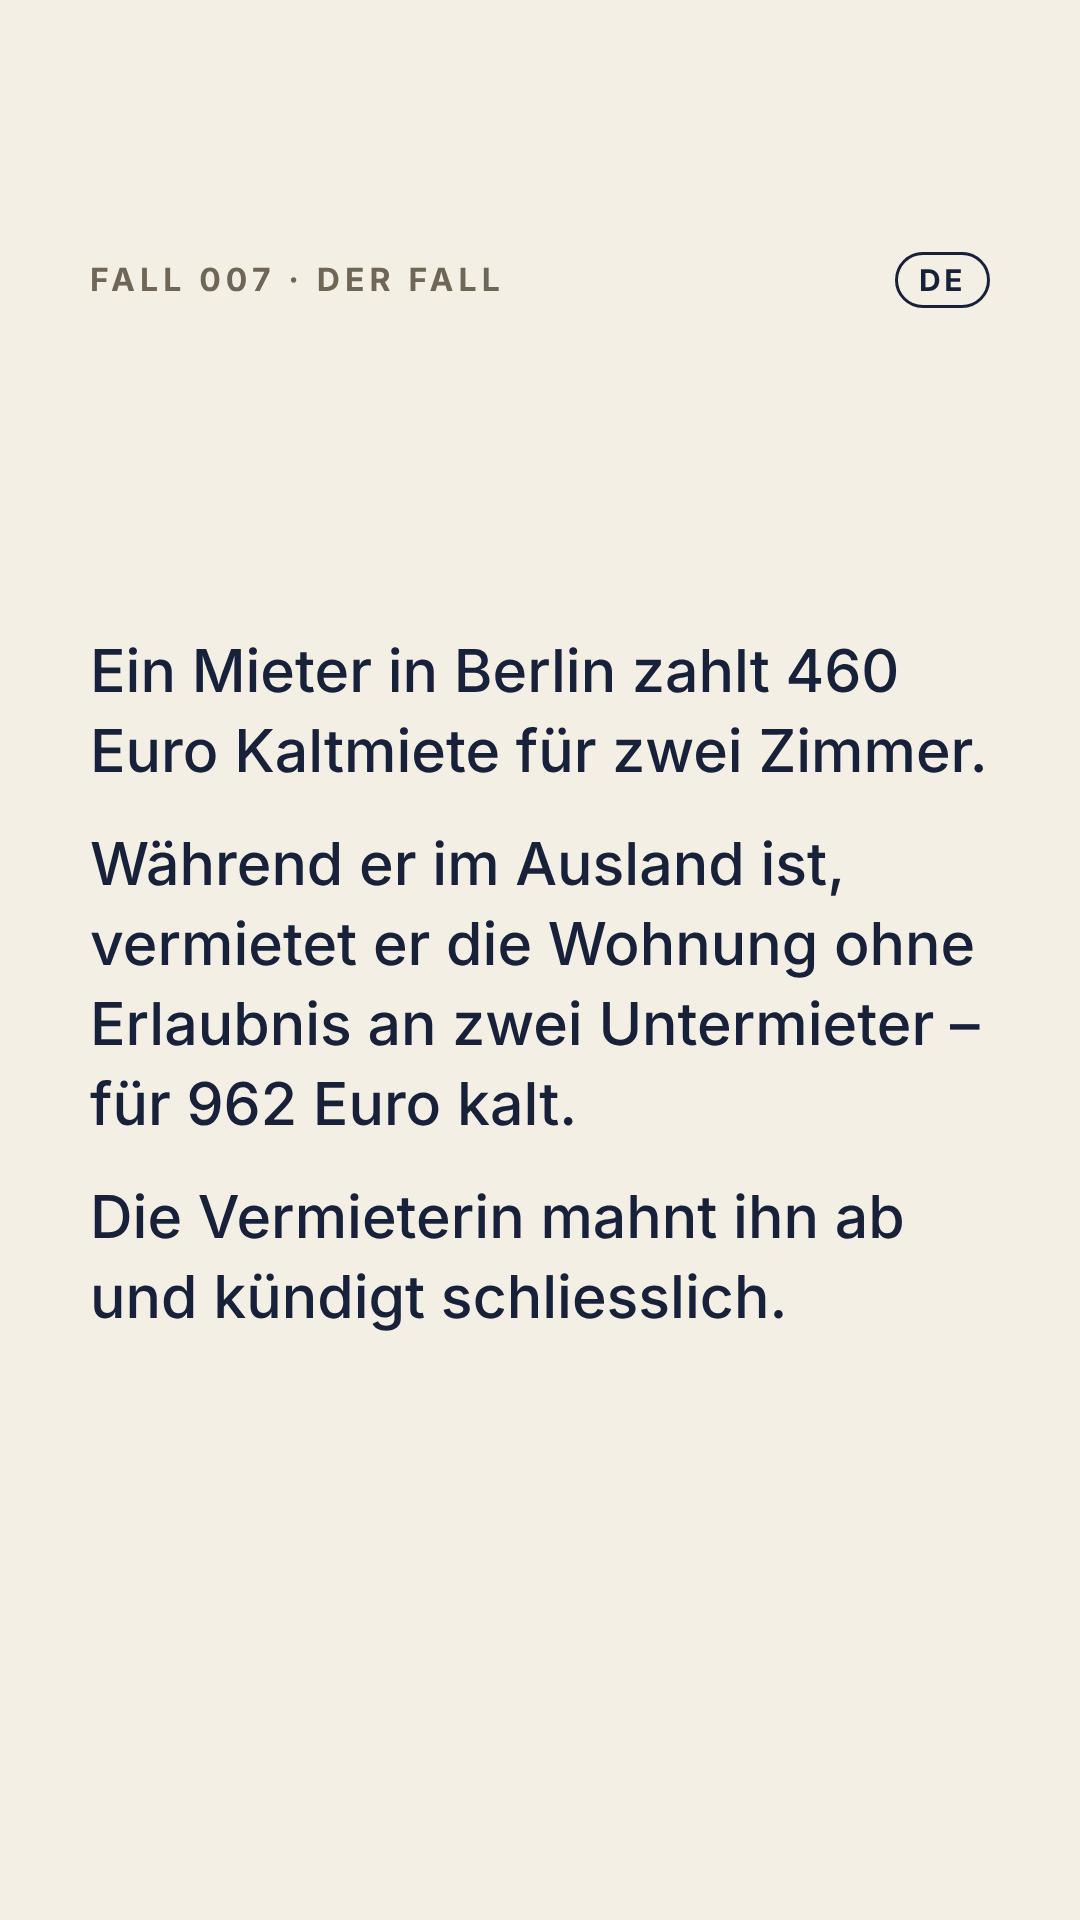 FALL 007 · DER FALL
DE
Ein Mieter in Berlin zahlt 460
Euro Kaltmiete für zwei Zimmer.
Während er im Ausland ist,
vermietet er die Wohnung ohne
Erlaubnis an zwei Untermieter –
für 962 Euro kalt.
Die Vermieterin mahnt ihn ab
und kündigt schliesslich.